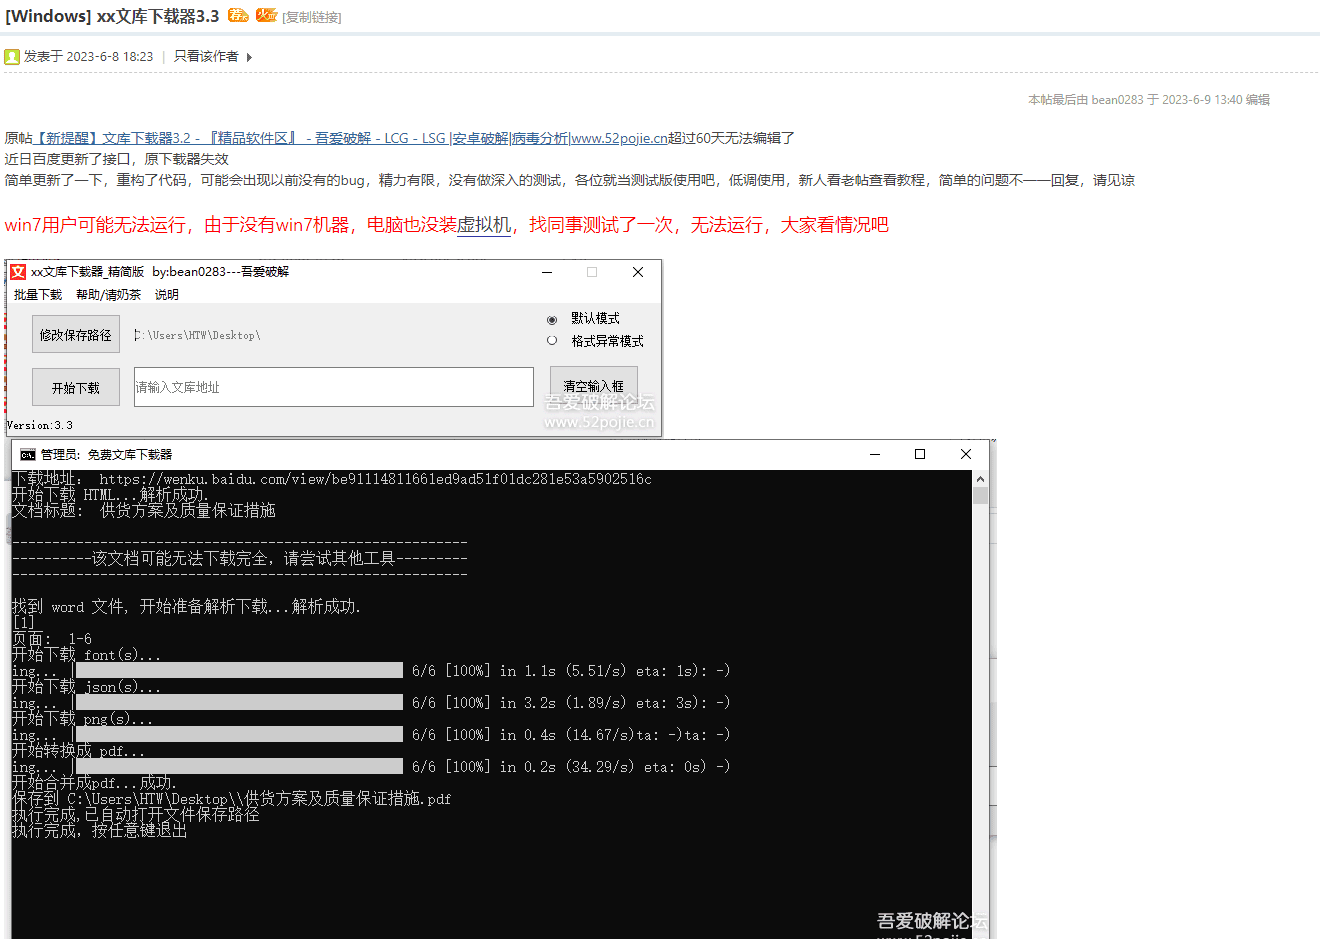 [Windows] xx文库下载器3.3 荐 火 [复制链接]
发表于 2023-6-8 18:23 | 只看该作者
本帖最后由 bean0283 于 2023-6-9 13:40 编辑
原帖【新提醒】文库下载器3.2 - 『精品软件区』 - 吾爱破解 - LCG - LSG |安卓破解|病毒分析|www.52pojie.cn超过60天无法编辑了
近日百度更新了接口，原下载器失效
简单更新了一下，重构了代码，可能会出现以前没有的bug，精力有限，没有做深入的测试，各位就当测试版使用吧，低调使用，新人看老帖查看教程，简单的问题不一一回复，请见谅
win7用户可能无法运行，由于没有win7机器，电脑也没装虚拟机，找同事测试了一次，无法运行，大家看情况吧
文 xx文库下载器_精简版 by:bean0283---吾爱破解
批量下载 帮助/请奶茶 说明
修改保存路径 C:\Users\HTW\Desktop\
默认模式
格式异常模式
开始下载 请输入文库地址 清空输入框
吾爱破解论坛
www.52pojie.cn
Version:3.3
管理员: 免费文库下载器
下载地址： https://wenku.baidu.com/view/be91114811661ed9ad51f01dc281e53a5902516c
开始下载 HTML...解析成功.
文档标题： 供货方案及质量保证措施
---------------------------------------------------------
----------该文档可能无法下载完全，请尝试其他工具---------
---------------------------------------------------------
找到 word 文件, 开始准备解析下载...解析成功.
[1]
页面： 1-6
开始下载 font(s)...
ing... | 6/6 [100%] in 1.1s (5.51/s) eta: 1s): -)
开始下载 json(s)...
ing... | 6/6 [100%] in 3.2s (1.89/s) eta: 3s): -)
开始下载 png(s)...
ing... | 6/6 [100%] in 0.4s (14.67/s)ta: -)ta: -)
开始转换成 pdf...
ing... | 6/6 [100%] in 0.2s (34.29/s) eta: 0s) -)
开始合并成pdf...成功.
保存到 C:\Users\HTW\Desktop\\供货方案及质量保证措施.pdf
执行完成,已自动打开文件保存路径
执行完成，按任意键退出
吾爱破解论坛
www.52pojie.cn